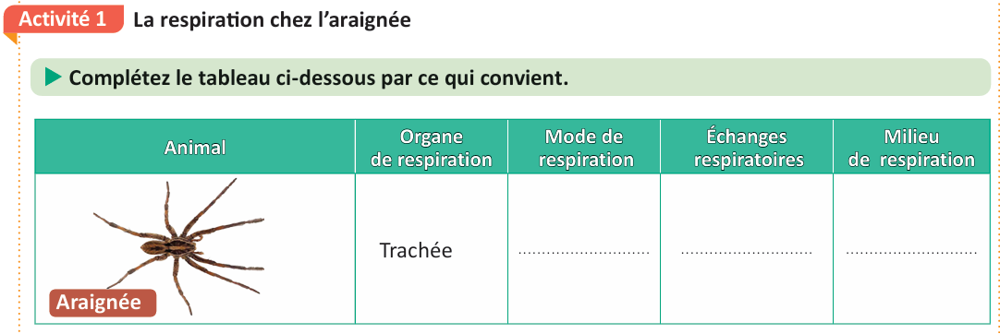 Activité 1 La respiration chez l’araignée
Complétez le tableau ci-dessous par ce qui convient.
Animal
Organe
de respiration
Mode de
respiration
Échanges
respiratoires
Milieu
de respiration
Araignée
Trachée
............................
............................
............................